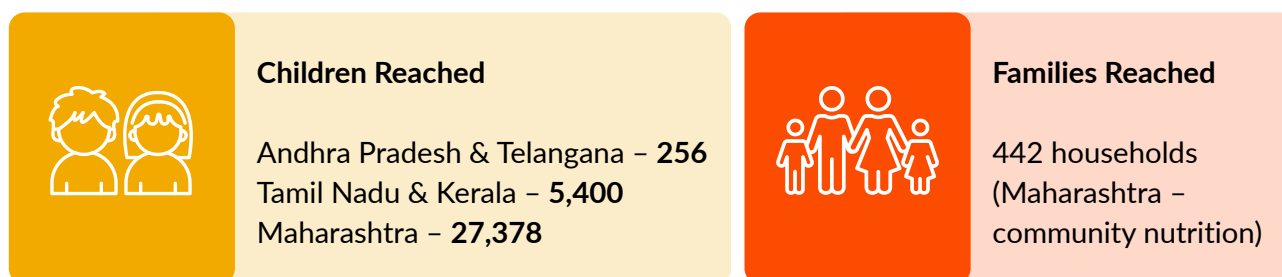 Children Reached
Andhra Pradesh & Telangana – 256
Tamil Nadu & Kerala – 5,400
Maharashtra – 27,378
Families Reached
442 households
(Maharashtra –
community nutrition)